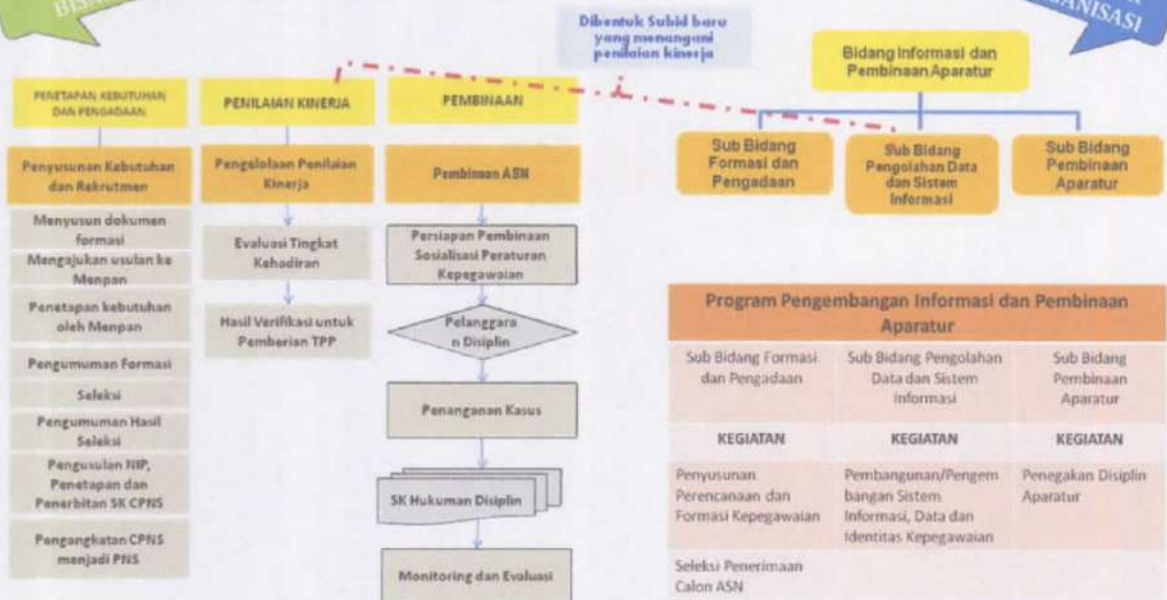 BISN
GANISASI
Dibentuk Subid baru
yang menangani
penilaian kinerja
Bidang Informasi dan
Pembinaan Aparatur
PENETAPAN KEBUTUHAN
DAN PENGADAAN
PENILAIAN KINERJA
PEMBINAAN
Sub Bidang
Formasi dan
Pengadaan
Sub Bidang
Pengolahan Data
dan Sistem
Informasi
Sub Bidang
Pembinaan
Aparatur
Penyusunan Kebutuhan
dan Rekrutmen
Pengelolaan Penilaian
Kinerja
Pembinaan ASN
Menyusun dokumen
formasi
Mengajukan usulan ke
Menpan
Penetapan kebutuhan
oleh Menpan
Pengumuman Formasi
Seleksi
Pengumuman Hasil
Seleksi
Pengusulan NIP,
Penetapan dan
Penerbitan SK CPNS
Pengangkatan CPNS
menjadi PNS
Evaluasi Tingkat
Kehadiran
Hasil Verifikasi untuk
Pemberian TPP
Persiapan Pembinaan
Sosialisasi Peraturan
Kepegawaian
Pelanggara
n Disiplin
Penanganan Kasus
SK Hukuman Disiplin
Monitoring dan Evaluasi
Program Pengembangan Informasi dan Pembinaan
Aparatur
Sub Bidang Formasi
dan Pengadaan
Sub Bidang Pengolahan
Data dan Sistem
Informasi
Sub Bidang
Pembinaan
Aparatur
KEGIATAN
KEGIATAN
KEGIATAN
Penyusunan
Perencanaan dan
Formasi Kepegawaian
Pembangunan/Pengem
bangan Sistem
Informasi, Data dan
Identitas Kepegawaian
Penegakan Disiplin
Aparatur
Seleksi Penerimaan
Calon ASN